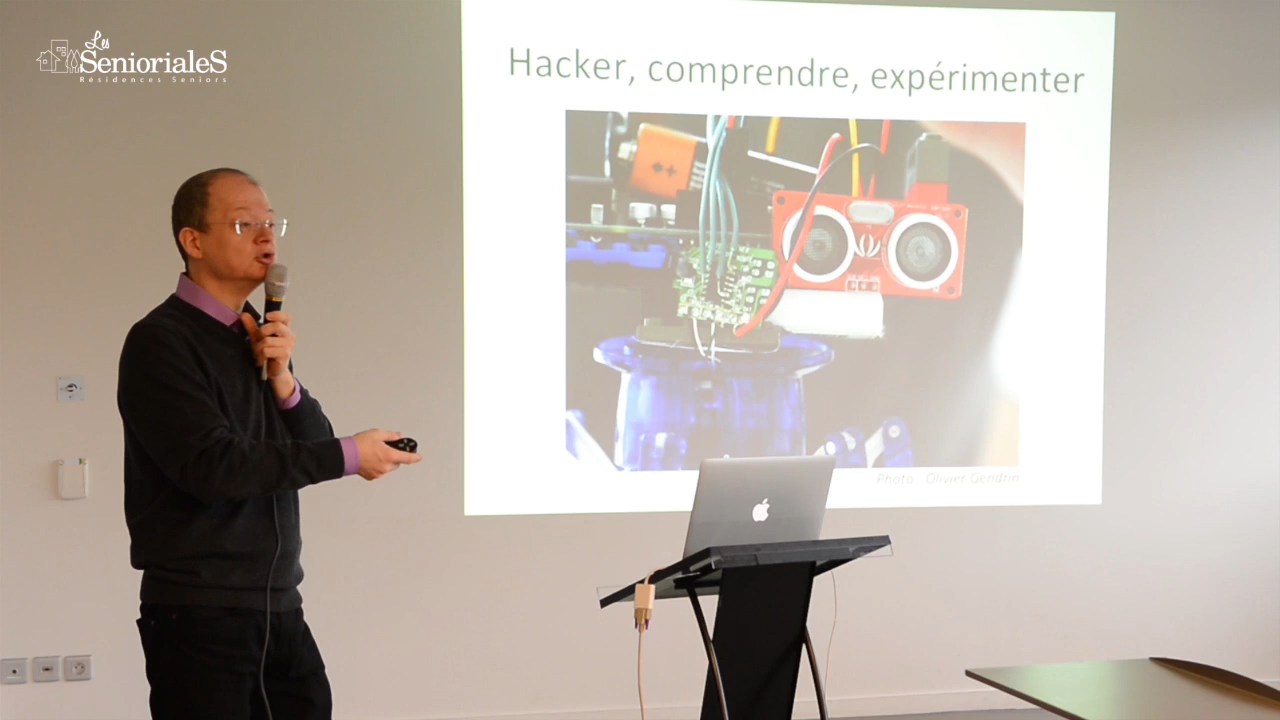 Les
SeniorialeS
Résidences Seniors
Hacker, comprendre, expérimenter
Photo : Olivier Gendrin